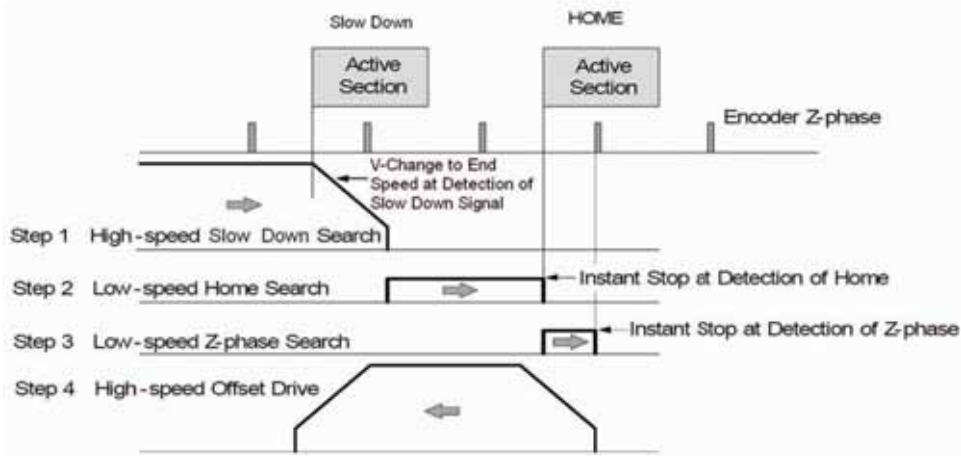 Slow Down
HOME
Active
Section
Active
Section
Encoder Z-phase
V-Change to End
Speed at Detection of
Slow Down Signal
Step 1 High-speed Slow Down Search
Instant Stop at Detection of Home
Step 2 Low-speed Home Search
Instant Stop at Detection of Z-phase
Step 3 Low-speed Z-phase Search
Step 4 High-speed Offset Drive